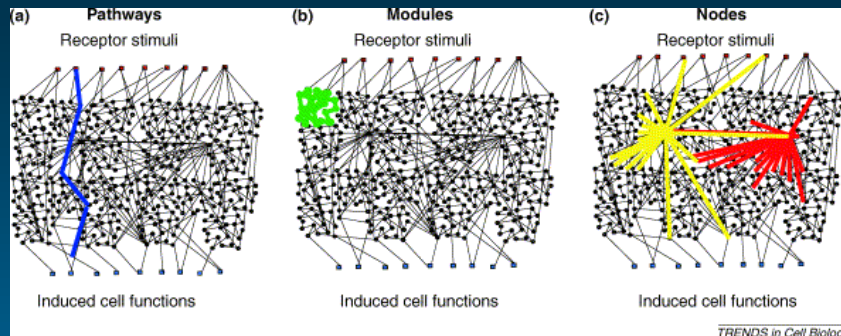 (a) Pathways
Receptor stimuli
Induced cell functions
(b) Modules
Receptor stimuli
Induced cell functions
(c) Nodes
Receptor stimuli
Induced cell functions
TRENDS in Cell Biolog